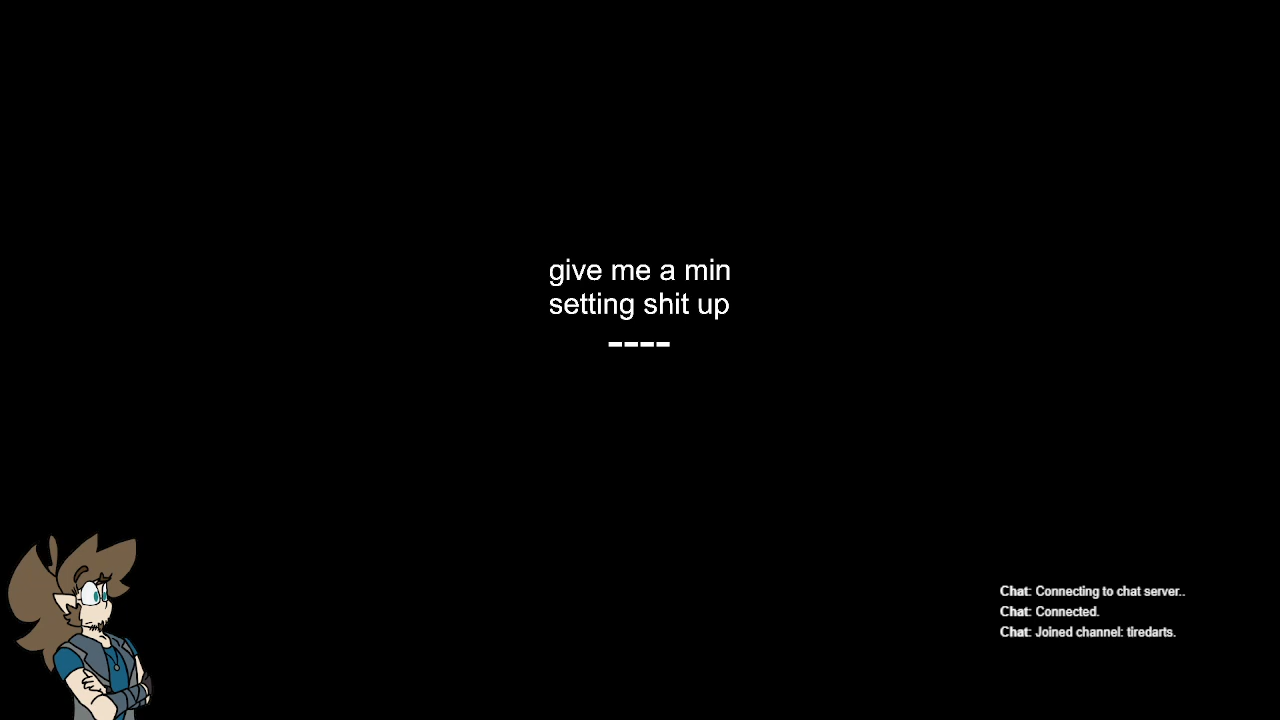 give me a min
setting shit up
----
Chat: Connecting to chat server..
Chat: Connected.
Chat: Joined channel: tiredarts.